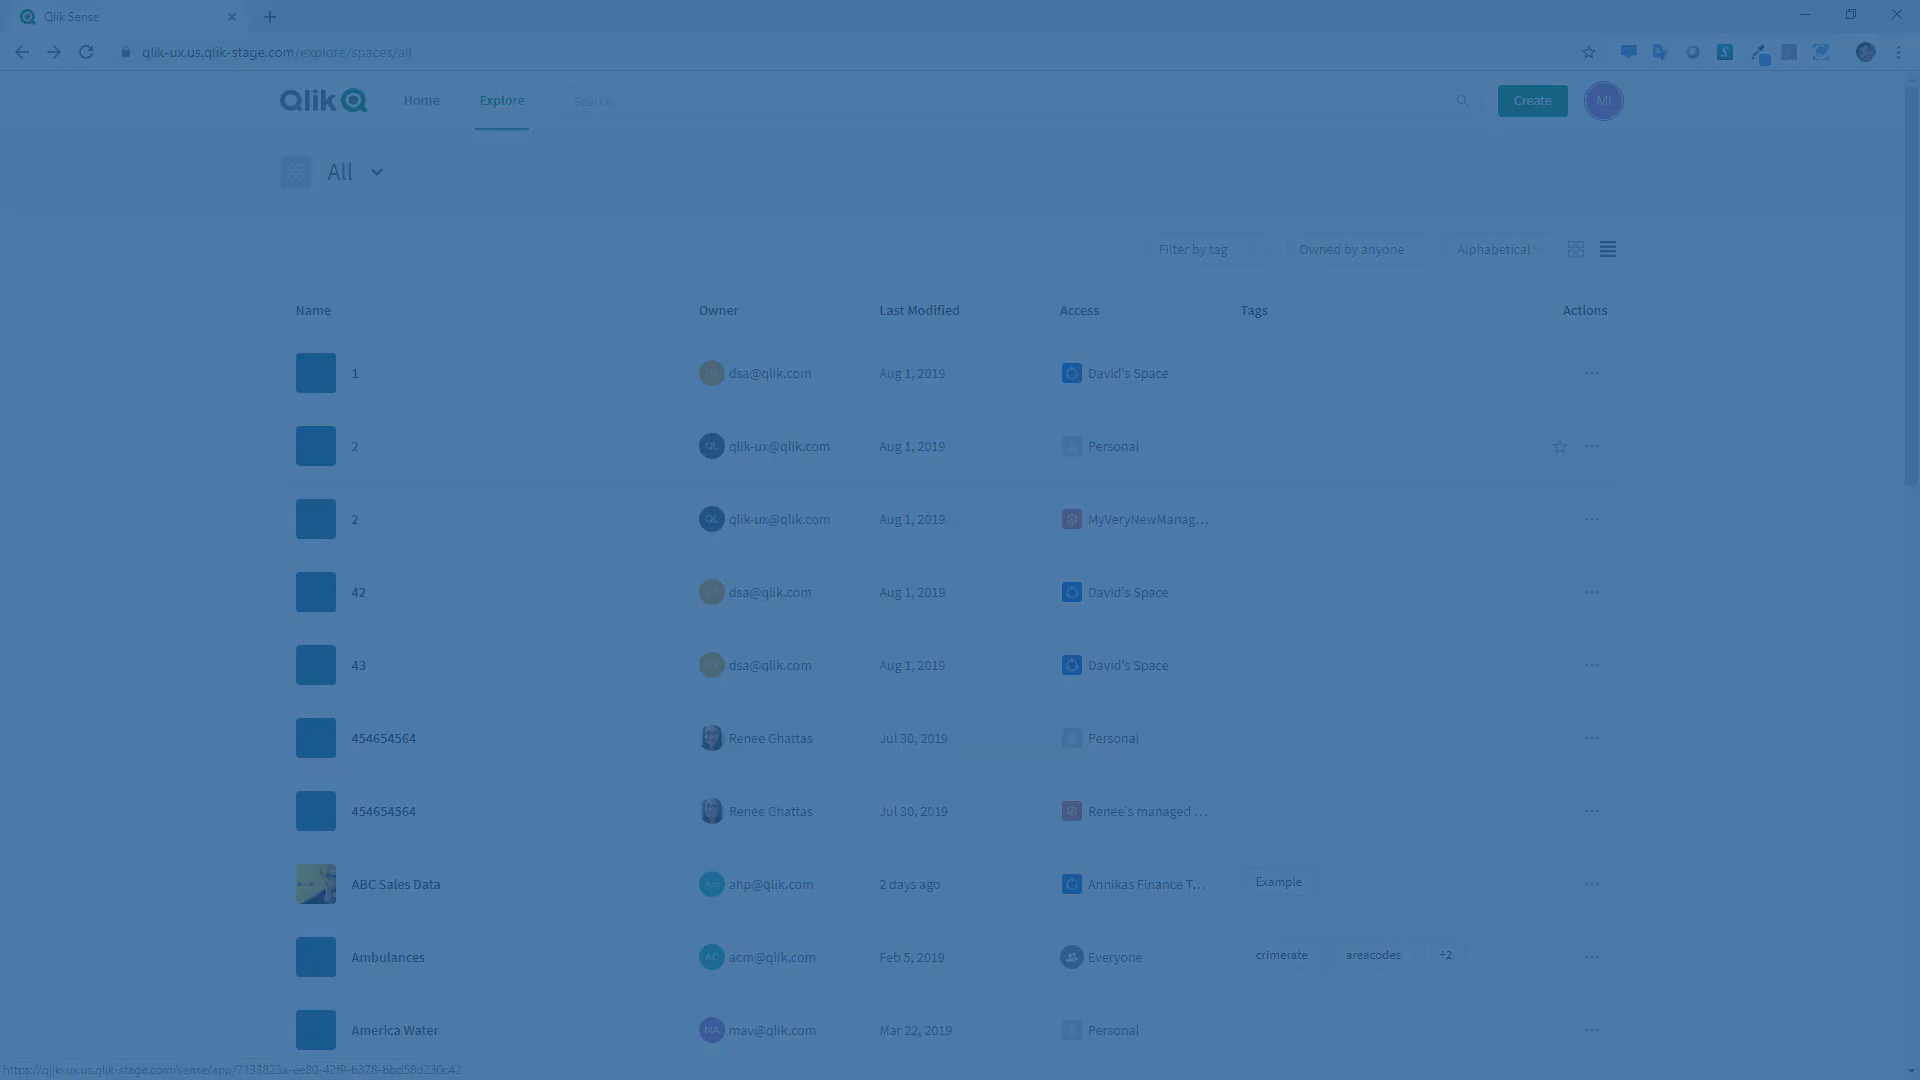 Qlik Sense
qlik-ux.us.qlik-stage.com/explore/spaces/all
Qlik Home Explore Search Create MI
All
Filter by tag Owned by anyone Alphabetical
Name Owner Last Modified Access Tags Actions
1 dsa@qlik.com Aug 1, 2019 David's Space
2 QL qlik-ux@qlik.com Aug 1, 2019 Personal
2 QL qlik-ux@qlik.com Aug 1, 2019 MyVeryNewManag...
42 dsa@qlik.com Aug 1, 2019 David's Space
43 dsa@qlik.com Aug 1, 2019 David's Space
454654564 Renee Ghattas Jul 30, 2019 Personal
454654564 Renee Ghattas Jul 30, 2019 Renee's managed ...
ABC Sales Data AH ahp@qlik.com 2 days ago Annikas Finance T... Example
Ambulances AC acm@qlik.com Feb 5, 2019 Everyone crimerate areacodes +2
America Water MA mav@qlik.com Mar 22, 2019 Personal
https://qlik-ux.us.qlik-stage.com/sense/app/7133823a-ee80-42f9-b378-bbd58d230c42